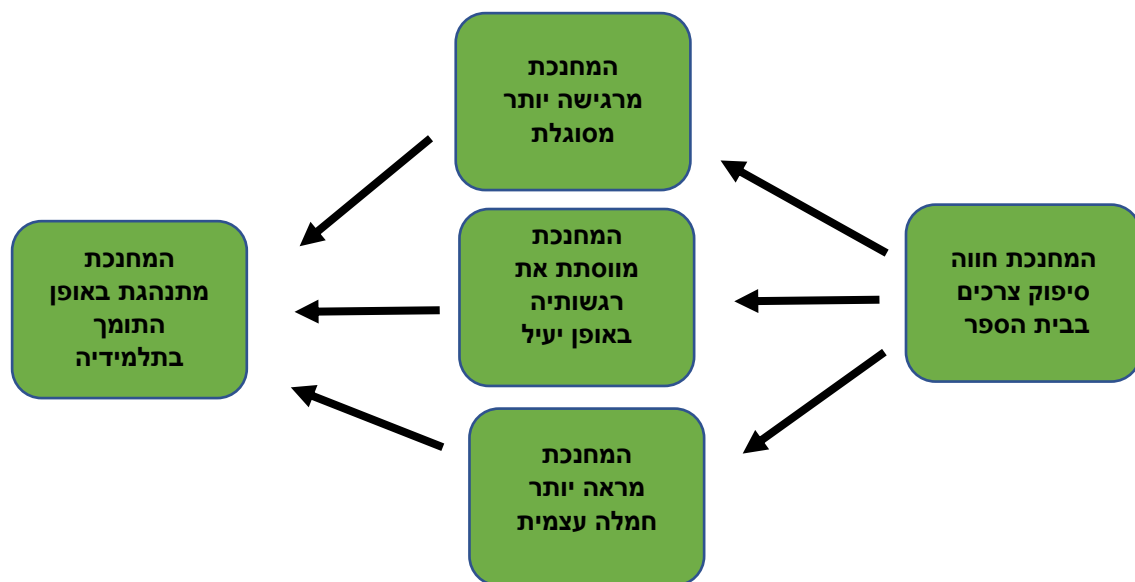 המחנכת
מרגישה יותר
מסוגלת
המחנכת חווה
סיפוק צרכים
בבית הספר
המחנכת
מווסתת את
רגשותיה
באופן יעיל
המחנכת
מתנהגת באופן
התומך
בתלמידיה
המחנכת
מראה יותר
חמלה עצמית